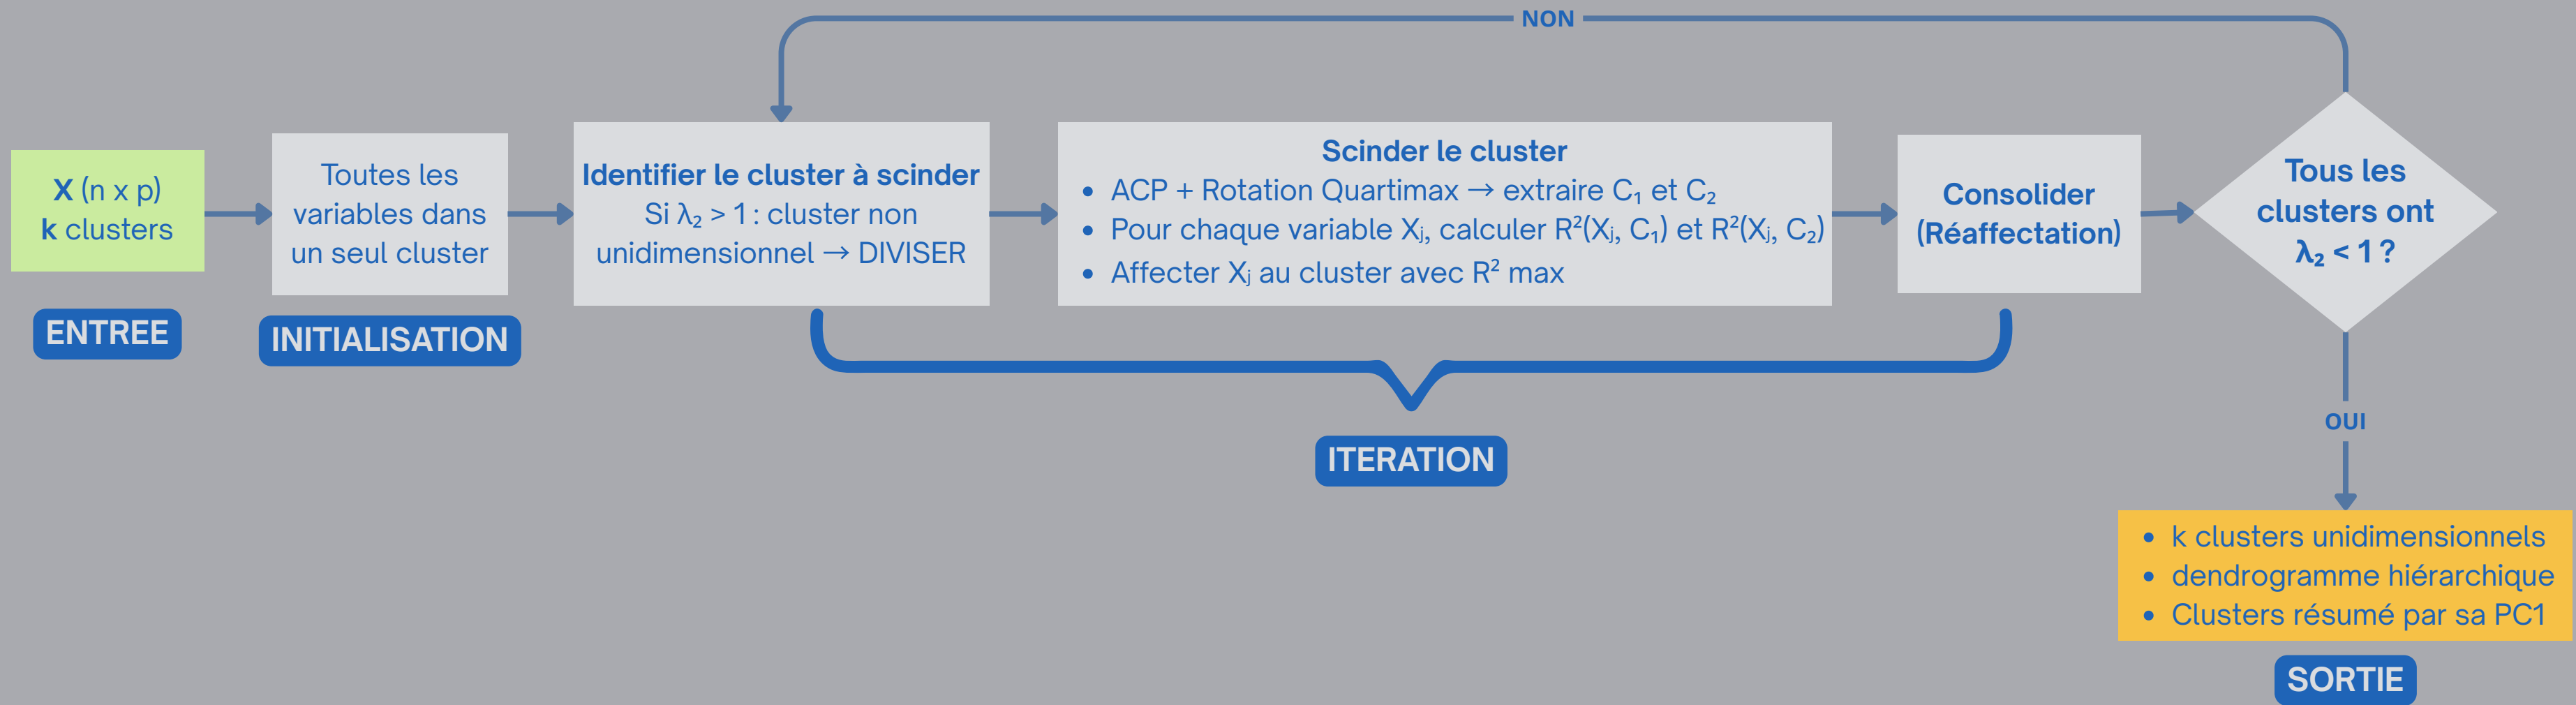 NON
X (n x p)
k clusters
ENTREE
Toutes les
variables dans
un seul cluster
INITIALISATION
Identifier le cluster à scinder
Si λ₂ > 1 : cluster non
unidimensionnel → DIVISER
Scinder le cluster
• ACP + Rotation Quartimax → extraire C₁ et C₂
• Pour chaque variable Xⱼ, calculer R²(Xⱼ, C₁) et R²(Xⱼ, C₂)
• Affecter Xⱼ au cluster avec R² max
Consolider
(Réaffectation)
ITERATION
Tous les
clusters ont
λ₂ < 1 ?
OUI
• k clusters unidimensionnels
• dendrogramme hiérarchique
• Clusters résumé par sa PC1
SORTIE